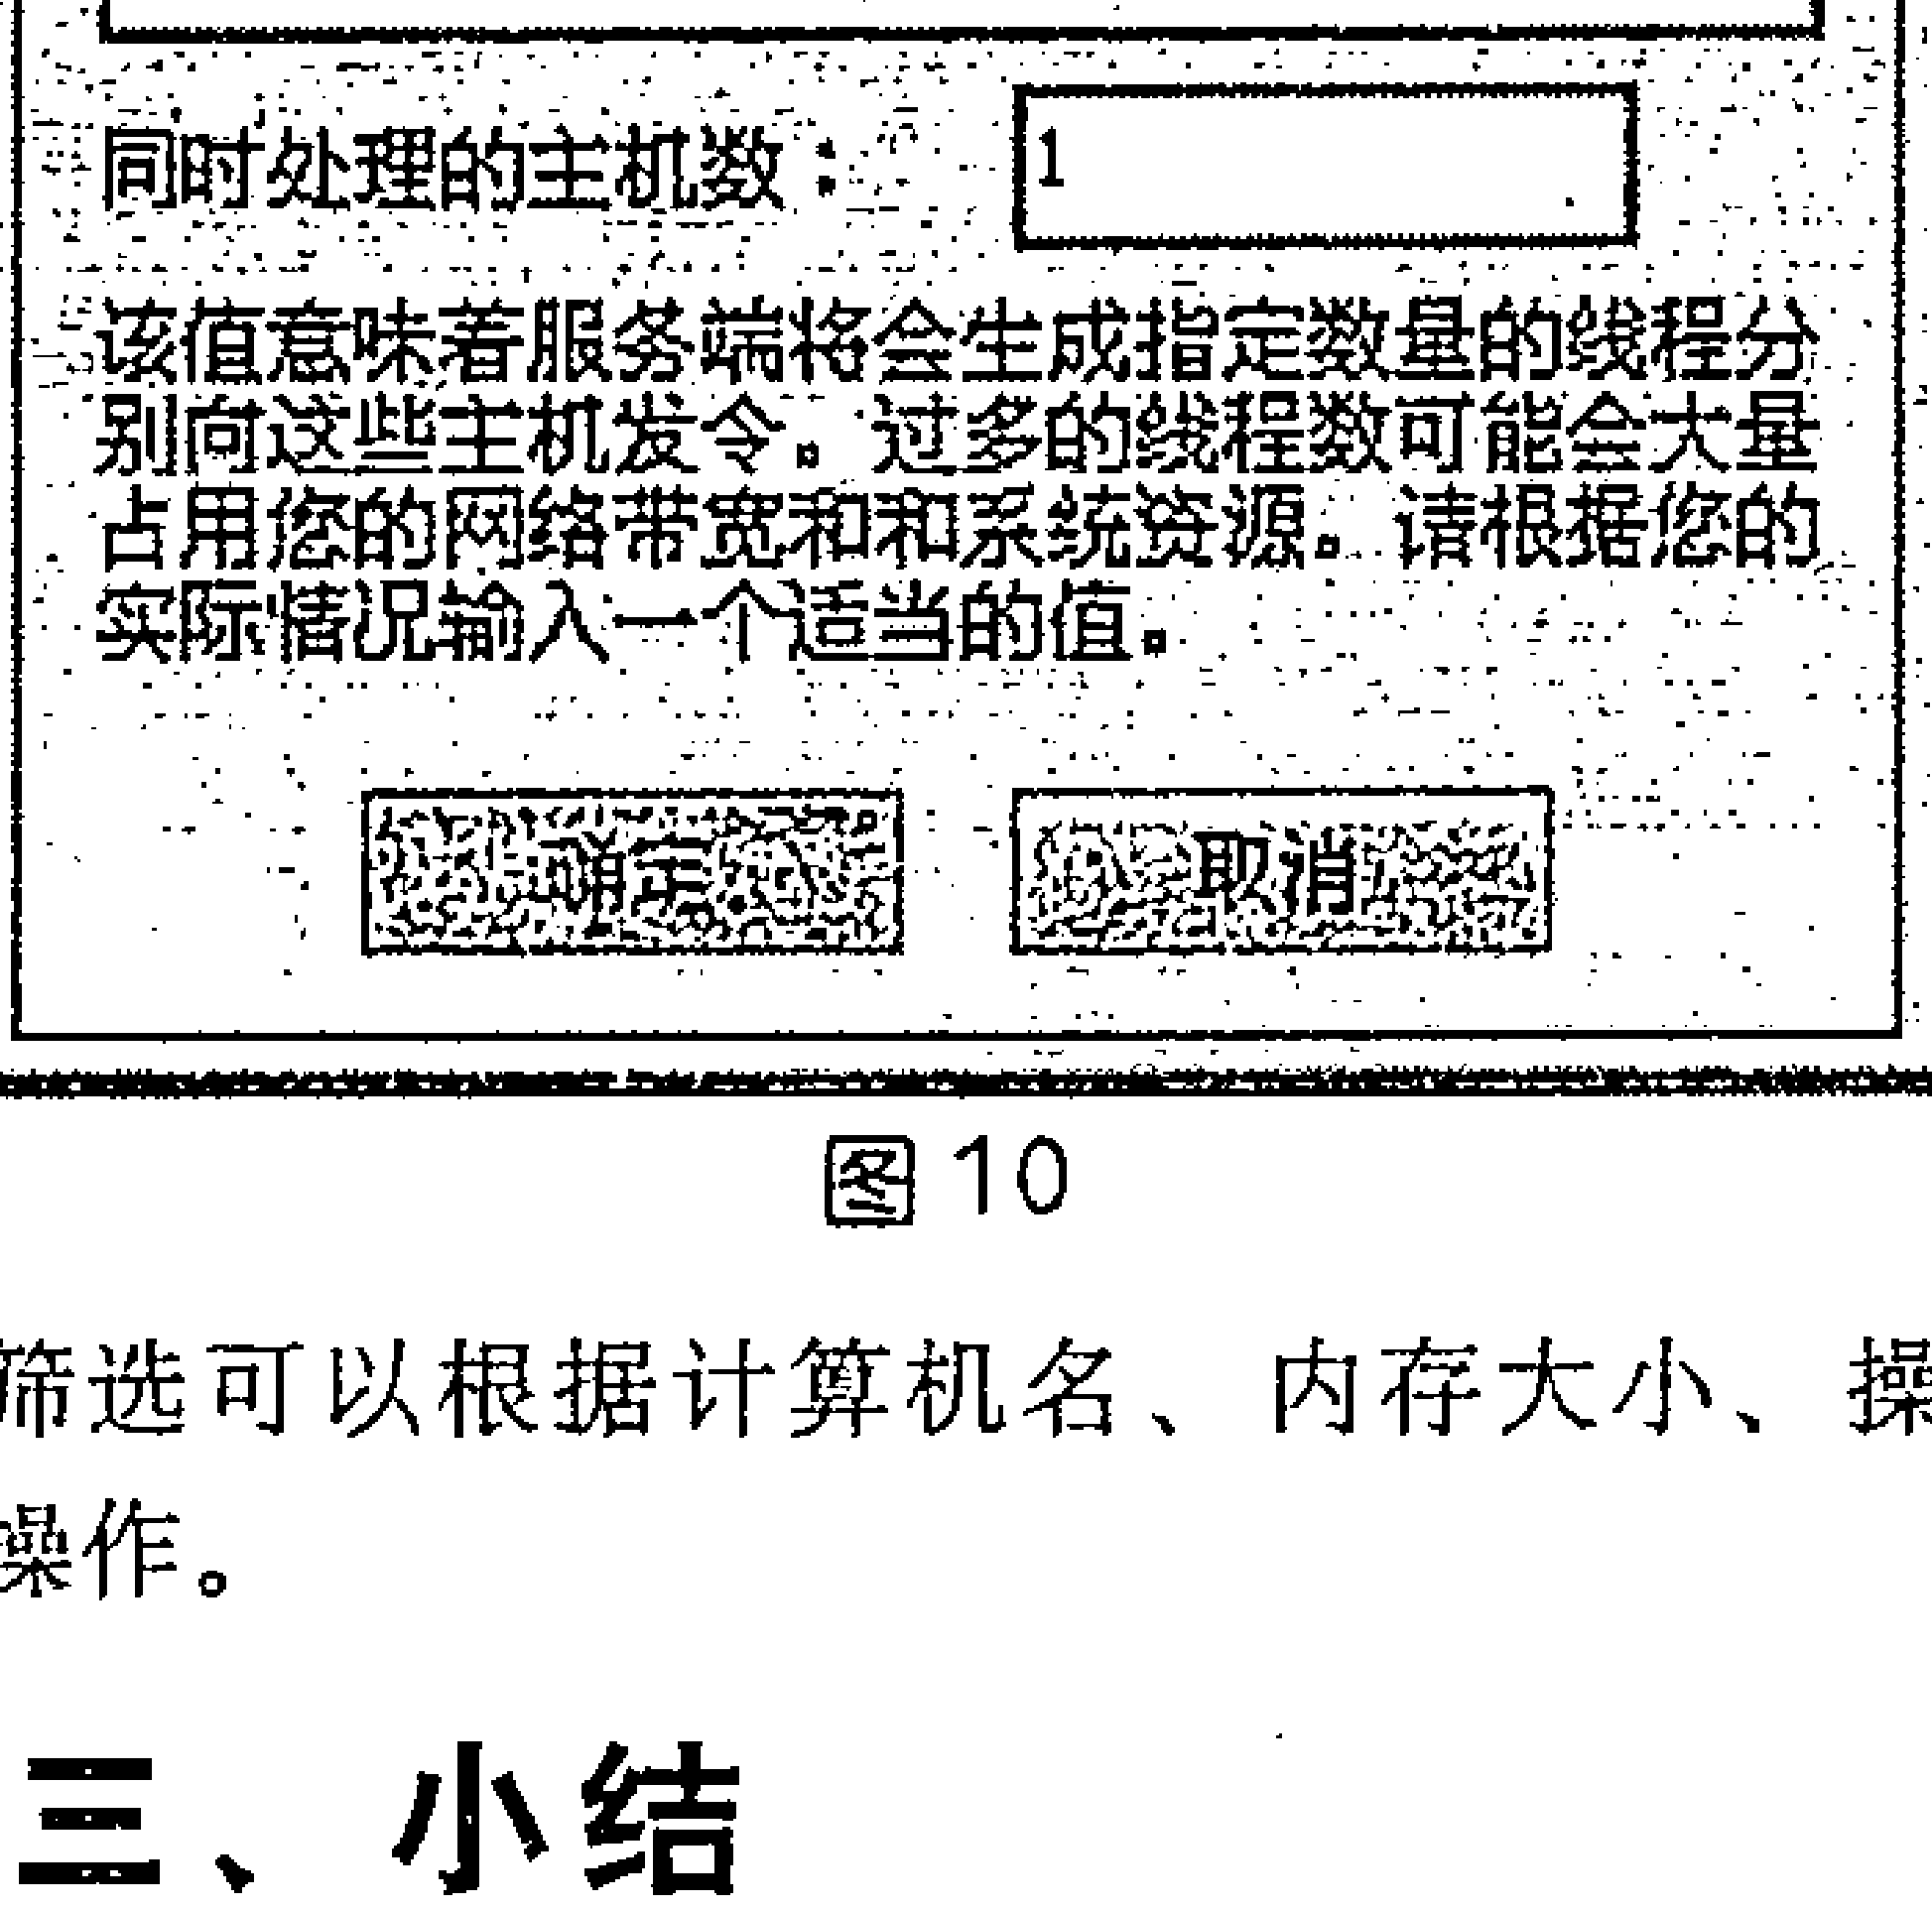 同时处理的主机数： 1
该值意味着服务端将会生成指定数量的线程分
别向这些主机发令。过多的线程数可能会大量
占用您的网络带宽和和系统资源。请根据您的
实际情况输入一个适当的值。
确定 取消
图10
筛选可以根据计算机名、内存大小、操
操作。
三、小结